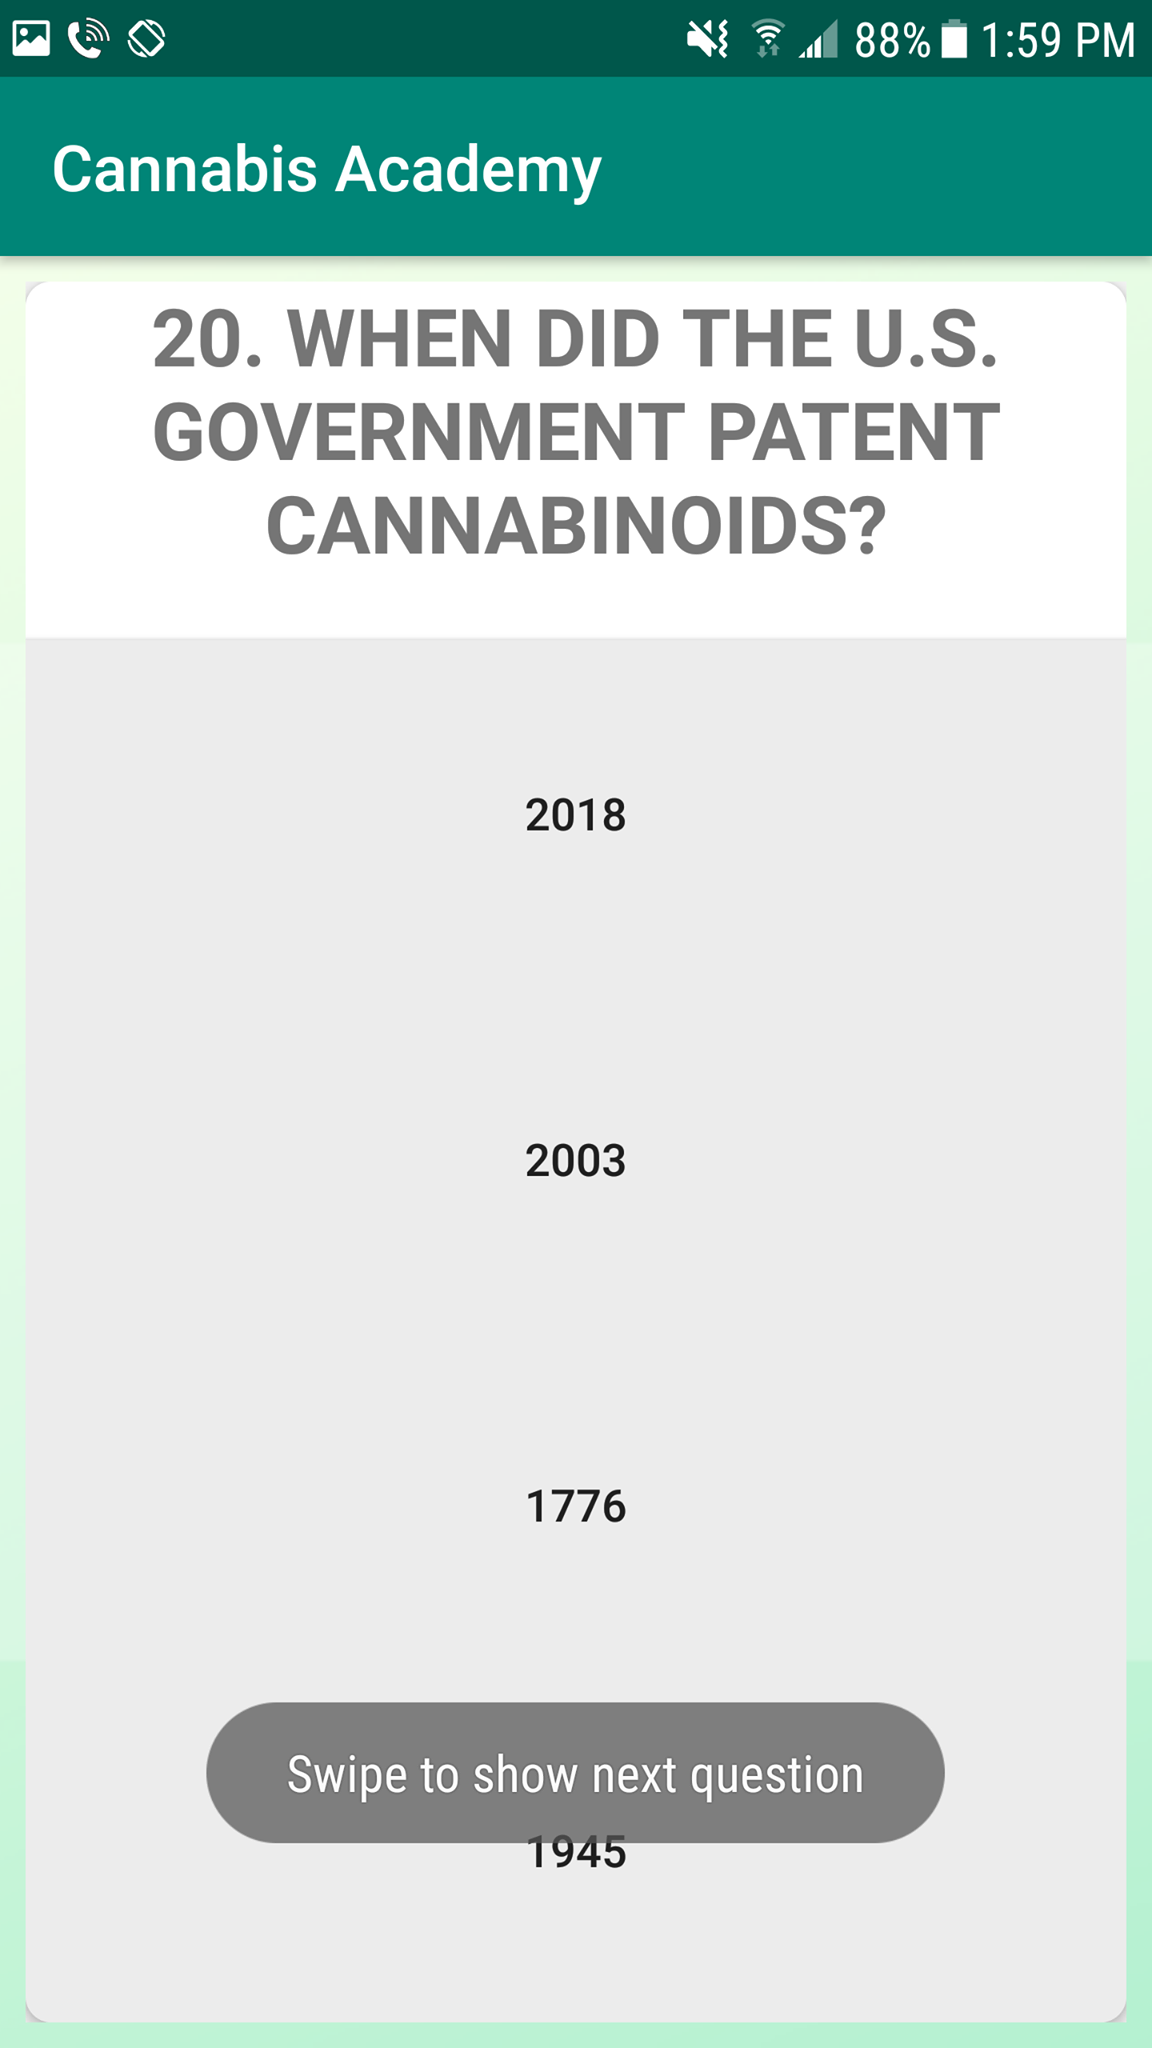 88% 1:59 PM
Cannabis Academy
20. WHEN DID THE U.S.
GOVERNMENT PATENT
CANNABINOIDS?
2018
2003
1776
Swipe to show next question
1945